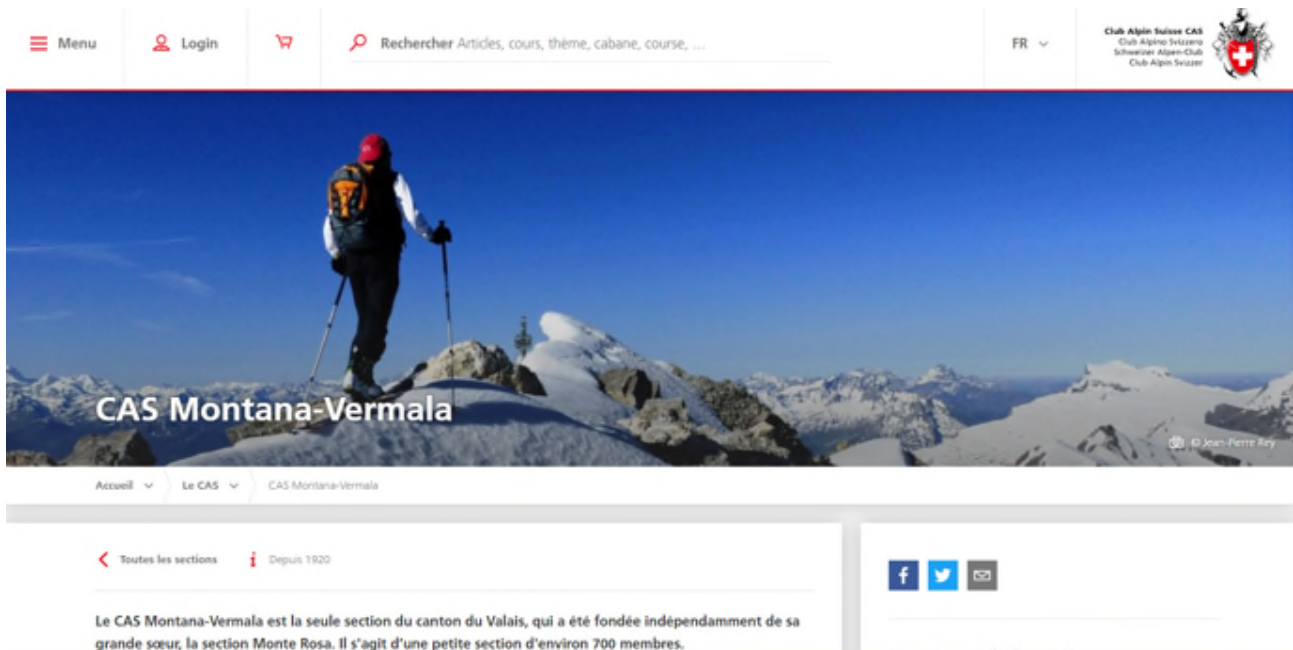 Menu
Login
Rechercher Articles, cours, thème, cabane, course, ...
FR
Club Alpin Suisse CAS
Club Alpino Svizzero
Schweizer Alpen-Club
Club Alpin Svizzer
CAS Montana-Vermala
© Jean-Pierre Rey
Accueil
Le CAS
CAS Montana-Vermala
Toutes les sections
Depuis 1920
Le CAS Montana-Vermala est la seule section du canton du Valais, qui a été fondée indépendamment de sa
grande sœur, la section Monte Rosa. Il s'agit d'une petite section d'environ 700 membres.